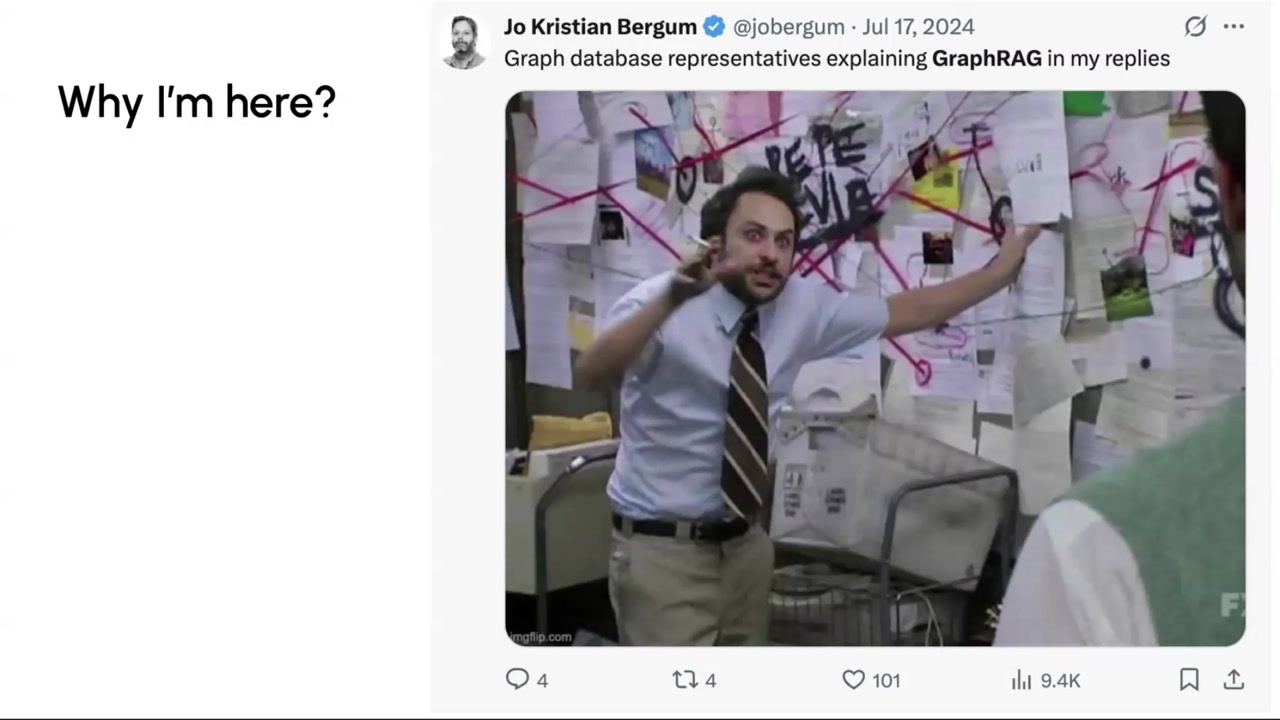 Why I'm here?
Jo Kristian Bergum @jobergum · Jul 17, 2024
Graph database representatives explaining GraphRAG in my replies
PEPE
SILVIA
imgflip.com
4
4
101
9.4K